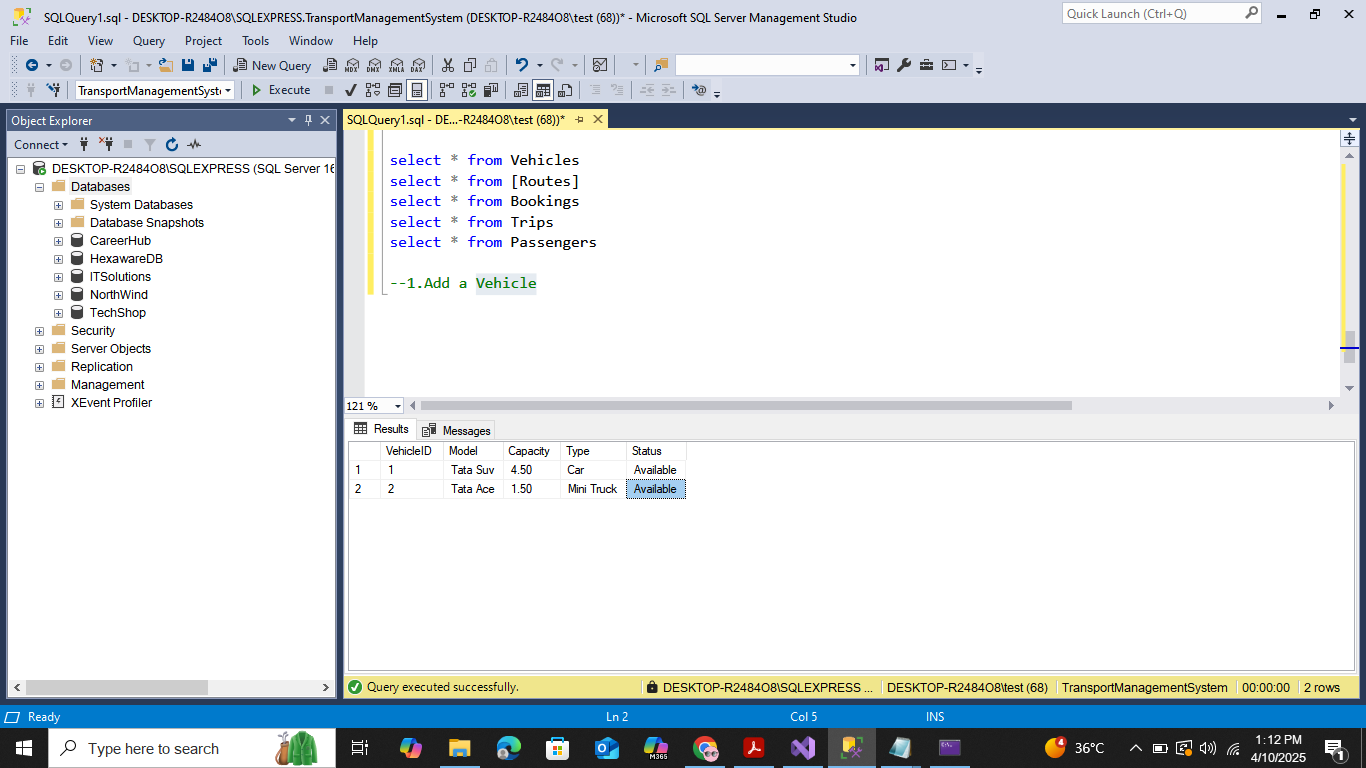 SQLQuery1.sql - DESKTOP-R2484O8\SQLEXPRESS.TransportManagementSystem (DESKTOP-R2484O8\test (68))* - Microsoft SQL Server Management Studio
Quick Launch (Ctrl+Q)
File Edit View Query Project Tools Window Help
New Query MDX DMX XMLA DAX
TransportManagementSyst Execute
Object Explorer
Connect
DESKTOP-R2484O8\SQLEXPRESS (SQL Server 16
Databases
System Databases
Database Snapshots
CareerHub
HexawareDB
ITSolutions
NorthWind
TechShop
Security
Server Objects
Replication
Management
XEvent Profiler
SQLQuery1.sql - DE...-R2484O8\test (68))*
select * from Vehicles
select * from [Routes]
select * from Bookings
select * from Trips
select * from Passengers
--1.Add a Vehicle
121 %
Results Messages
VehicleID Model Capacity Type Status
1 1 Tata Suv 4.50 Car Available
2 2 Tata Ace 1.50 Mini Truck Available
Query executed successfully. DESKTOP-R2484O8\SQLEXPRESS ... DESKTOP-R2484O8\test (68) TransportManagementSystem 00:00:00 2 rows
Ready Ln 2 Col 5 INS
Type here to search M365 4 36°C 1:12 PM
4/10/2025 1